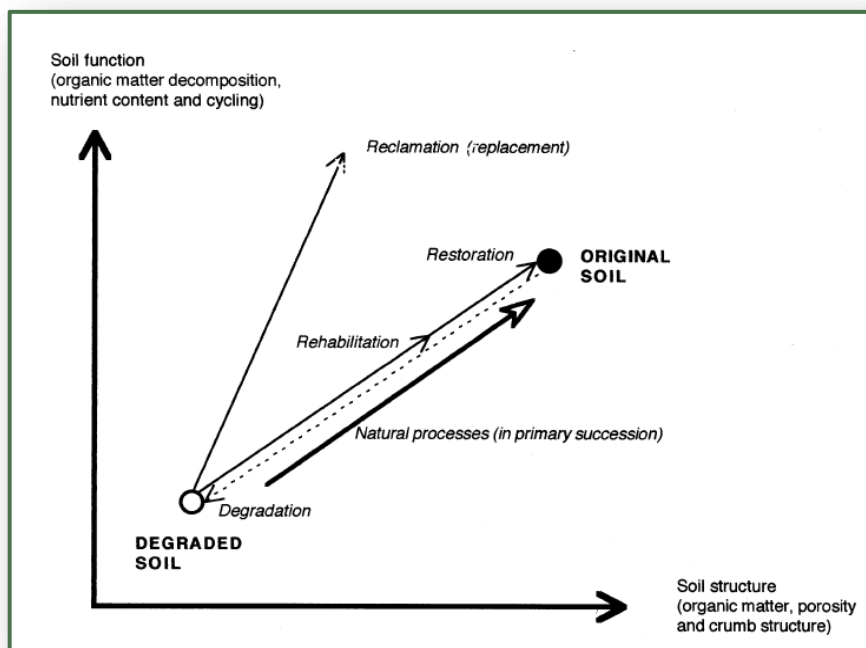 Soil function
(organic matter decomposition,
nutrient content and cycling)
Reclamation (replacement)
Restoration
ORIGINAL
SOIL
Rehabilitation
Natural processes (in primary succession)
Degradation
DEGRADED
SOIL
Soil structure
(organic matter, porosity
and crumb structure)